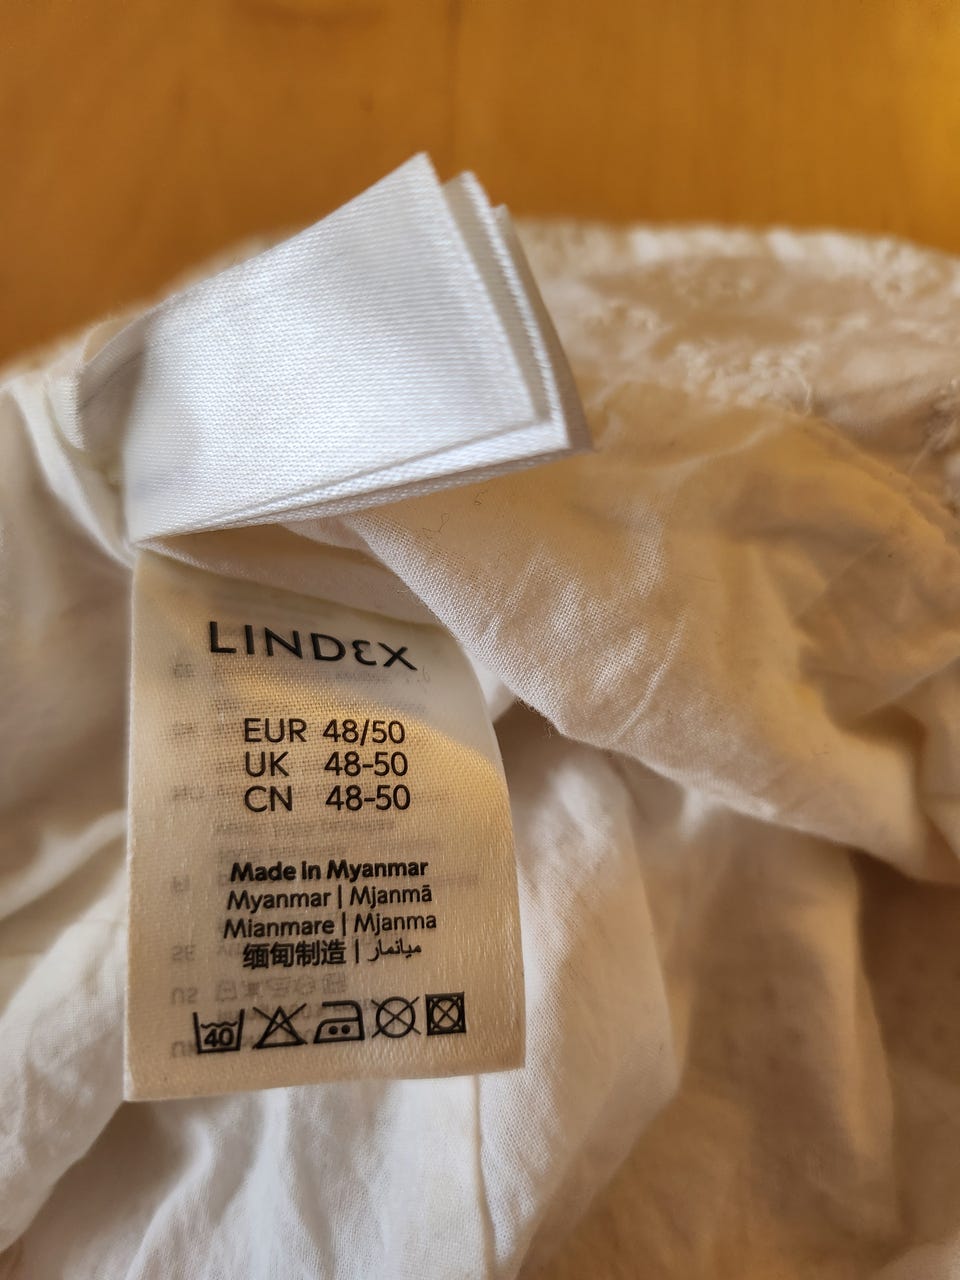 LINDEX
EUR 48/50
UK 48-50
CN 48-50
Made in Myanmar
Myanmar | Mjanmā
Mianmare | Mjanma
缅甸制造 | ميانمار
40